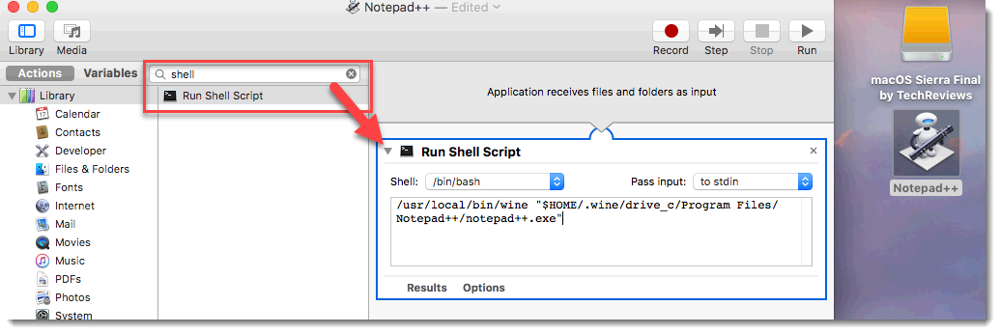 Notepad++ — Edited
Library
Media
Record
Step
Stop
Run
Actions
Variables
shell
Library
Calendar
Contacts
Developer
Files & Folders
Fonts
Internet
Mail
Movies
Music
PDFs
Photos
System
Run Shell Script
Application receives files and folders as input
Run Shell Script
Shell: /bin/bash
Pass input: to stdin
/usr/local/bin/wine "$HOME/.wine/drive_c/Program Files/
Notepad++/notepad++.exe"
Results
Options
macOS Sierra Final
by TechReviews
Notepad++